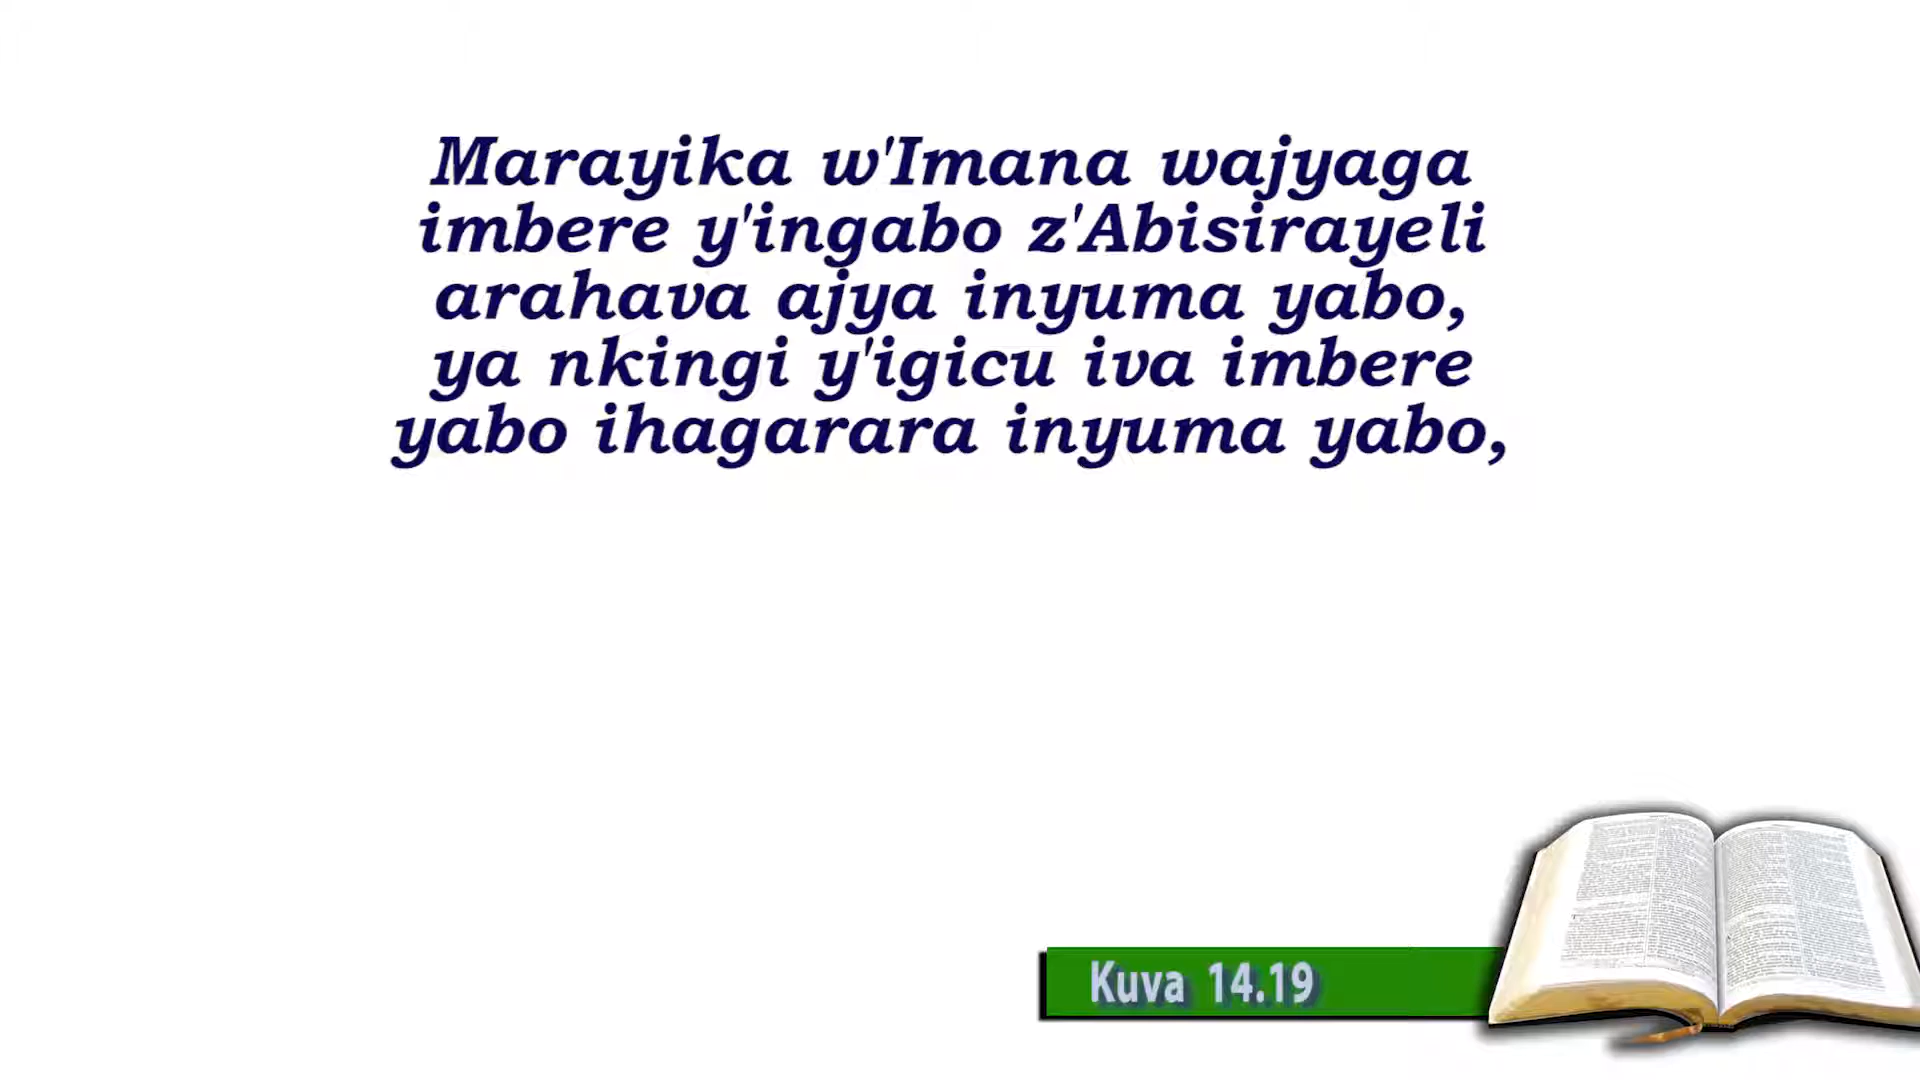 Marayika w'Imana wajyaga
imbere y'ingabo z'Abisirayeli
arahava ajya inyuma yabo,
ya nkingi y'igicu iva imbere
yabo ihagarara inyuma yabo,
Kuva 14.19